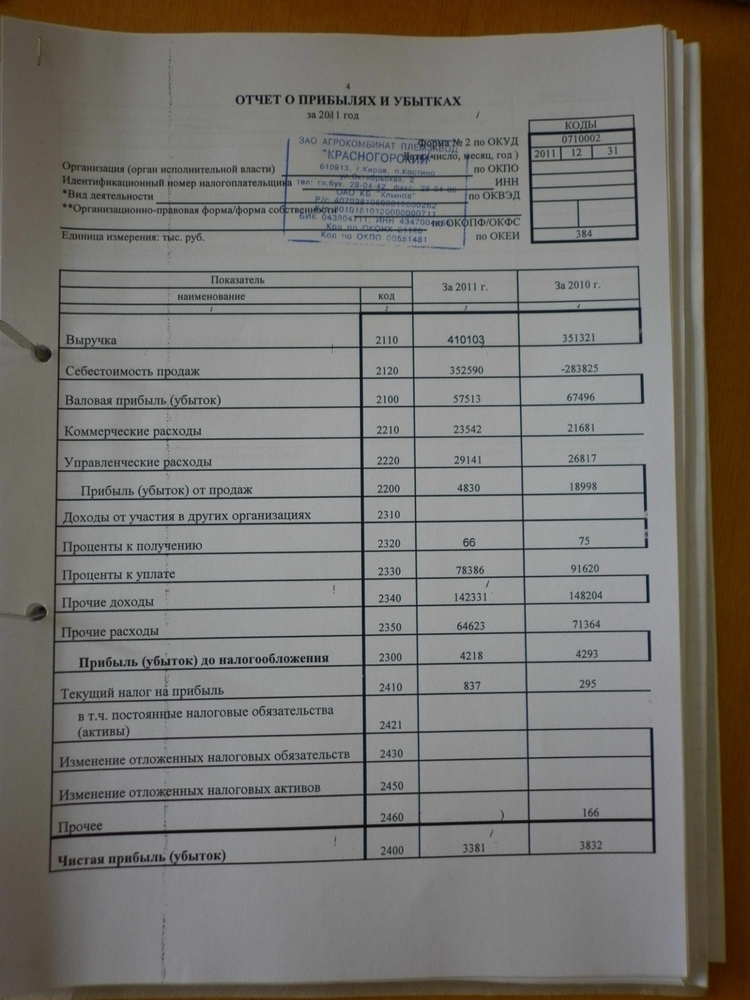 4
ОТЧЕТ О ПРИБЫЛЯХ И УБЫТКАХ
за 2011 год
КОДЫ
Форма № 2 по ОКУД 0710002
Дата (число, месяц, год ) 2011 12 31
Организация (орган исполнительной власти) по ОКПО
Идентификационный номер налогоплательщика ИНН
*Вид деятельности по ОКВЭД
**Организационно-правовая форма/форма собственности
по ОКОПФ/ОКФС
Единица измерения: тыс. руб. по ОКЕИ 384
ЗАО АГРОКОМБИНАТ ПЛЕМЗАВОД
"КРАСНОГОРСКИЙ"
610913, г.Киров, п.Костино
ул.Октябрьская, 2
тел: гл.бух. 29-04-42, факс:
ОАО КБ "Хлынов"
Р/с
К/с
БИК 043304711, ИНН
Код по ОКОНХ
Код по ОКПО 00551481
Показатель За 2011 г. За 2010 г.
наименование код
1 2 3 4
Выручка 2110 410103 351321
Себестоимость продаж 2120 352590 -283825
Валовая прибыль (убыток) 2100 57513 67496
Коммерческие расходы 2210 23542 21681
Управленческие расходы 2220 29141 26817
Прибыль (убыток) от продаж 2200 4830 18998
Доходы от участия в других организациях 2310
Проценты к получению 2320 66 75
Проценты к уплате 2330 78386 91620
Прочие доходы 2340 142331 148204
Прочие расходы 2350 64623 71364
Прибыль (убыток) до налогообложения 2300 4218 4293
Текущий налог на прибыль 2410 837 295
в т.ч. постоянные налоговые обязательства
(активы) 2421
Изменение отложенных налоговых обязательств 2430
Изменение отложенных налоговых активов 2450
Прочее 2460 ) 166
Чистая прибыль (убыток) 2400 3381 3832